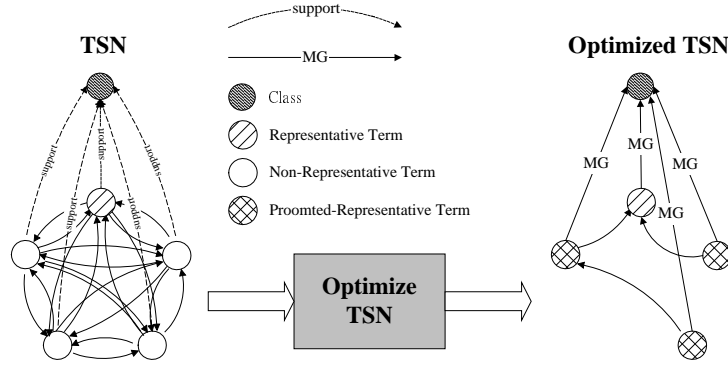 support
TSN
MG
Optimized TSN
Class
Representative Term
Non-Representative Term
Proomted-Representative Term
support
support
support
support
support
MG
MG
MG
MG
Optimize
TSN